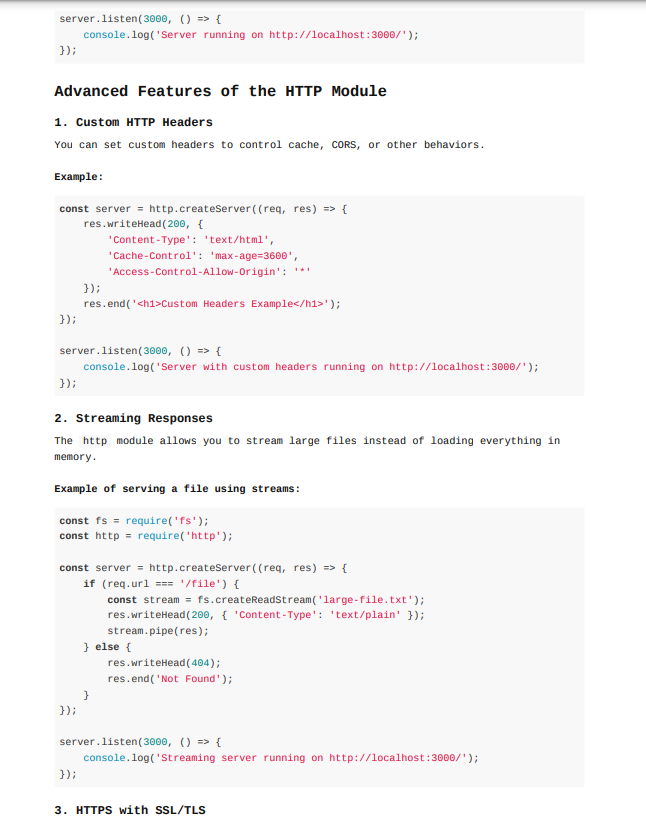 server.listen(3000, () => {
    console.log('Server running on http://localhost:3000/');
});
Advanced Features of the HTTP Module
1. Custom HTTP Headers
You can set custom headers to control cache, CORS, or other behaviors.
Example:
const server = http.createServer((req, res) => {
    res.writeHead(200, {
        'Content-Type': 'text/html',
        'Cache-Control': 'max-age=3600',
        'Access-Control-Allow-Origin': '*'
    });
    res.end('<h1>Custom Headers Example</h1>');
});
server.listen(3000, () => {
    console.log('Server with custom headers running on http://localhost:3000/');
});
2. Streaming Responses
The http module allows you to stream large files instead of loading everything in
memory.
Example of serving a file using streams:
const fs = require('fs');
const http = require('http');
const server = http.createServer((req, res) => {
    if (req.url === '/file') {
        const stream = fs.createReadStream('large-file.txt');
        res.writeHead(200, { 'Content-Type': 'text/plain' });
        stream.pipe(res);
    } else {
        res.writeHead(404);
        res.end('Not Found');
    }
});
server.listen(3000, () => {
    console.log('Streaming server running on http://localhost:3000/');
});
3. HTTPS with SSL/TLS